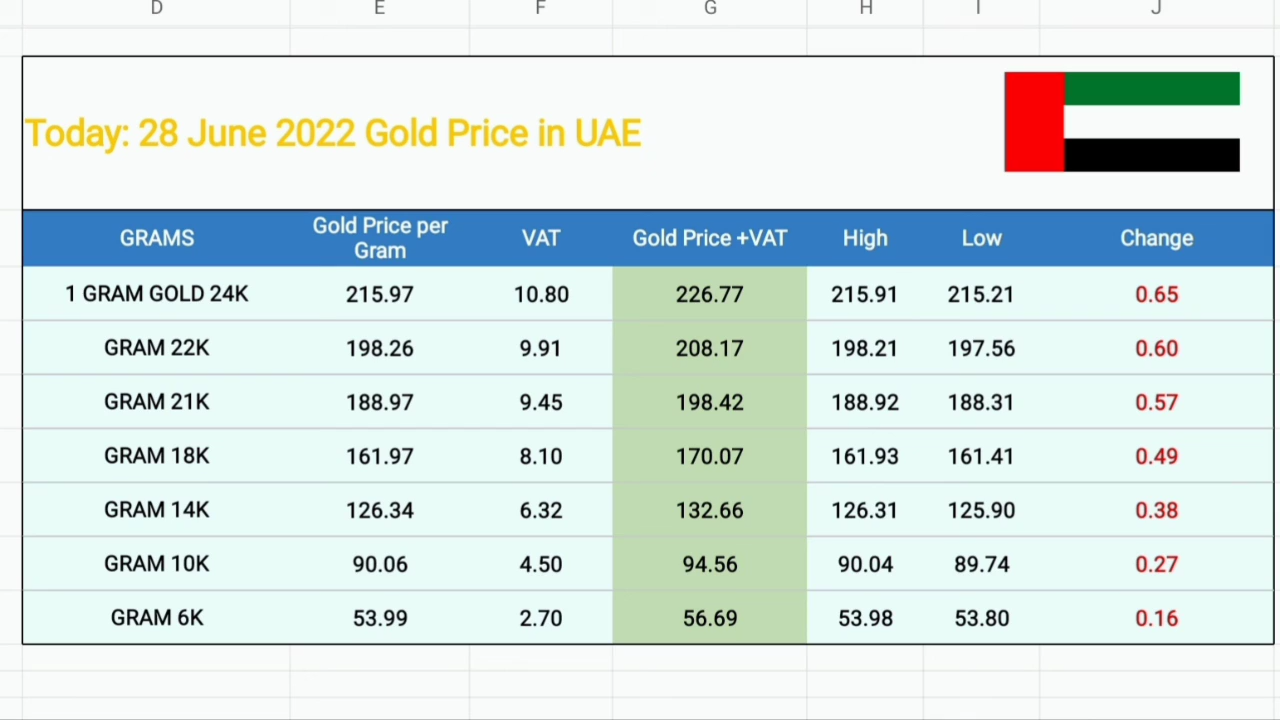 D E F G H I J
Today: 28 June 2022 Gold Price in UAE
GRAMS Gold Price per Gram VAT Gold Price +VAT High Low Change
1 GRAM GOLD 24K 215.97 10.80 226.77 215.91 215.21 0.65
GRAM 22K 198.26 9.91 208.17 198.21 197.56 0.60
GRAM 21K 188.97 9.45 198.42 188.92 188.31 0.57
GRAM 18K 161.97 8.10 170.07 161.93 161.41 0.49
GRAM 14K 126.34 6.32 132.66 126.31 125.90 0.38
GRAM 10K 90.06 4.50 94.56 90.04 89.74 0.27
GRAM 6K 53.99 2.70 56.69 53.98 53.80 0.16